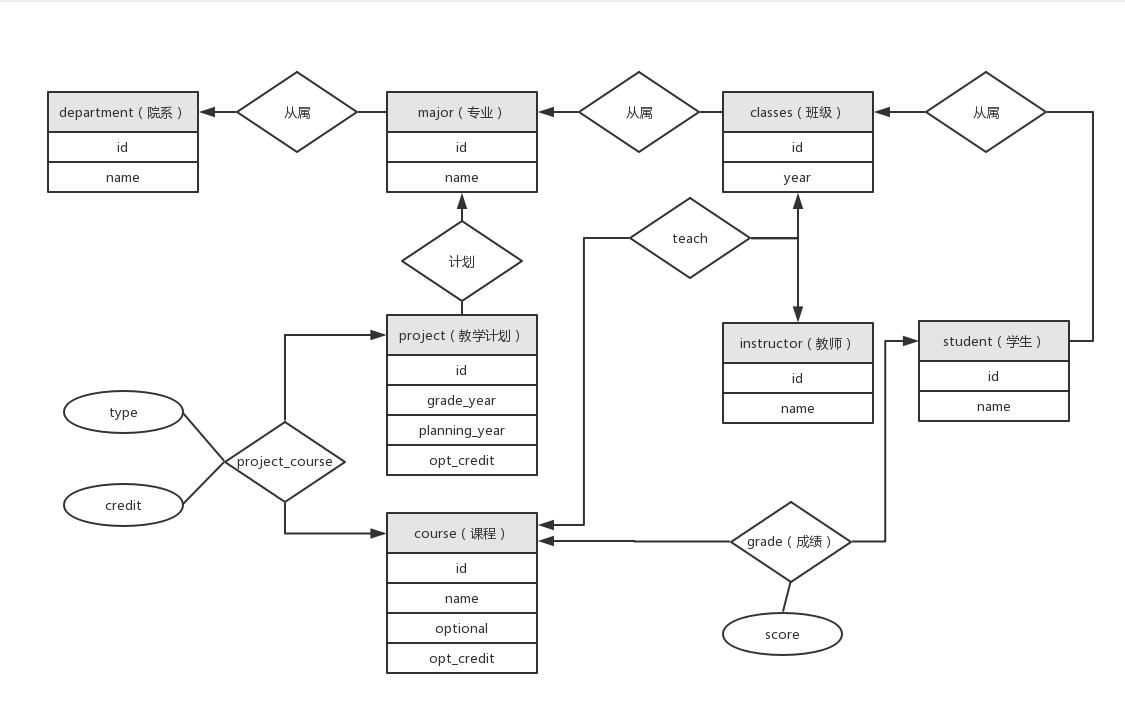 department（院系）
id
name
从属
major（专业）
id
name
从属
classes（班级）
id
year
从属
计划
teach
project（教学计划）
id
grade_year
planning_year
opt_credit
instructor（教师）
id
name
student（学生）
id
name
type
project_course
credit
course（课程）
id
name
optional
opt_credit
grade（成绩）
score